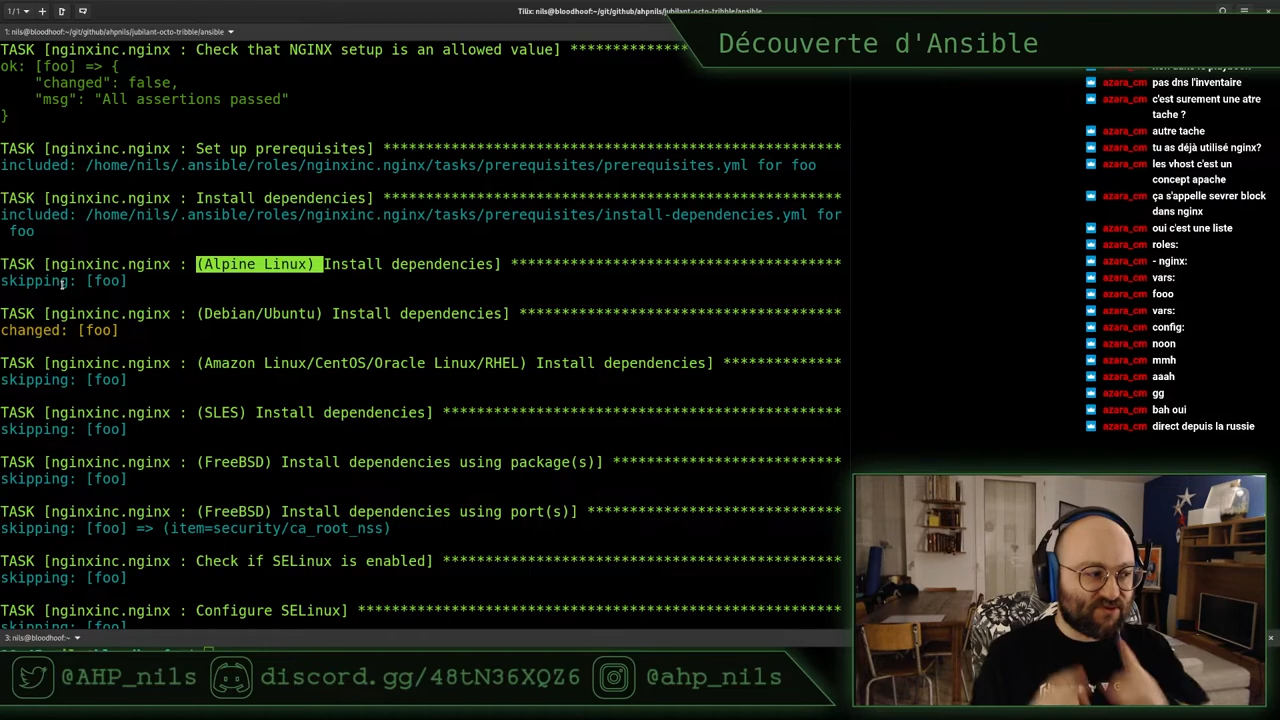 1/1
Tilix: nils@bloodhoof:~/git/github/ahpnils/jubilant-octo-tribble/ansible
1: nils@bloodhoof:~/git/github/ahpnils/jubilant-octo-tribble/ansible
Découverte d'Ansible
TASK [nginxinc.nginx : Check that NGINX setup is an allowed value] *************
ok: [foo] => {
"changed": false,
"msg": "All assertions passed"
}
TASK [nginxinc.nginx : Set up prerequisites] ********************************************************
included: /home/nils/.ansible/roles/nginxinc.nginx/tasks/prerequisites/prerequisites.yml for foo
TASK [nginxinc.nginx : Install dependencies] ********************************************************
included: /home/nils/.ansible/roles/nginxinc.nginx/tasks/prerequisites/install-dependencies.yml for
foo
TASK [nginxinc.nginx : (Alpine Linux) Install dependencies] ***************************************
skipping: [foo]
TASK [nginxinc.nginx : (Debian/Ubuntu) Install dependencies] **************************************
changed: [foo]
TASK [nginxinc.nginx : (Amazon Linux/CentOS/Oracle Linux/RHEL) Install dependencies] **************
skipping: [foo]
TASK [nginxinc.nginx : (SLES) Install dependencies] ***********************************************
skipping: [foo]
TASK [nginxinc.nginx : (FreeBSD) Install dependencies using package(s)] ***************************
skipping: [foo]
TASK [nginxinc.nginx : (FreeBSD) Install dependencies using port(s)] ******************************
skipping: [foo] => (item=security/ca_root_nss)
TASK [nginxinc.nginx : Check if SELinux is enabled] ***********************************************
skipping: [foo]
TASK [nginxinc.nginx : Configure SELinux] *********************************************************
skipping: [foo]
3: nils@bloodhoof:~
azara_cm pas dns l'inventaire
azara_cm c'est surement une atre
tache ?
azara_cm autre tache
azara_cm tu as déjà utilisé nginx?
azara_cm les vhost c'est un
concept apache
azara_cm ça s'appelle sevrer block
dans nginx
azara_cm oui c'est une liste
azara_cm roles:
azara_cm - nginx:
azara_cm vars:
azara_cm fooo
azara_cm vars:
azara_cm config:
azara_cm noon
azara_cm mmh
azara_cm aaah
azara_cm gg
azara_cm bah oui
azara_cm direct depuis la russie
@AHP_nils
discord.gg/48tN36XQZ6
@ahp_nils